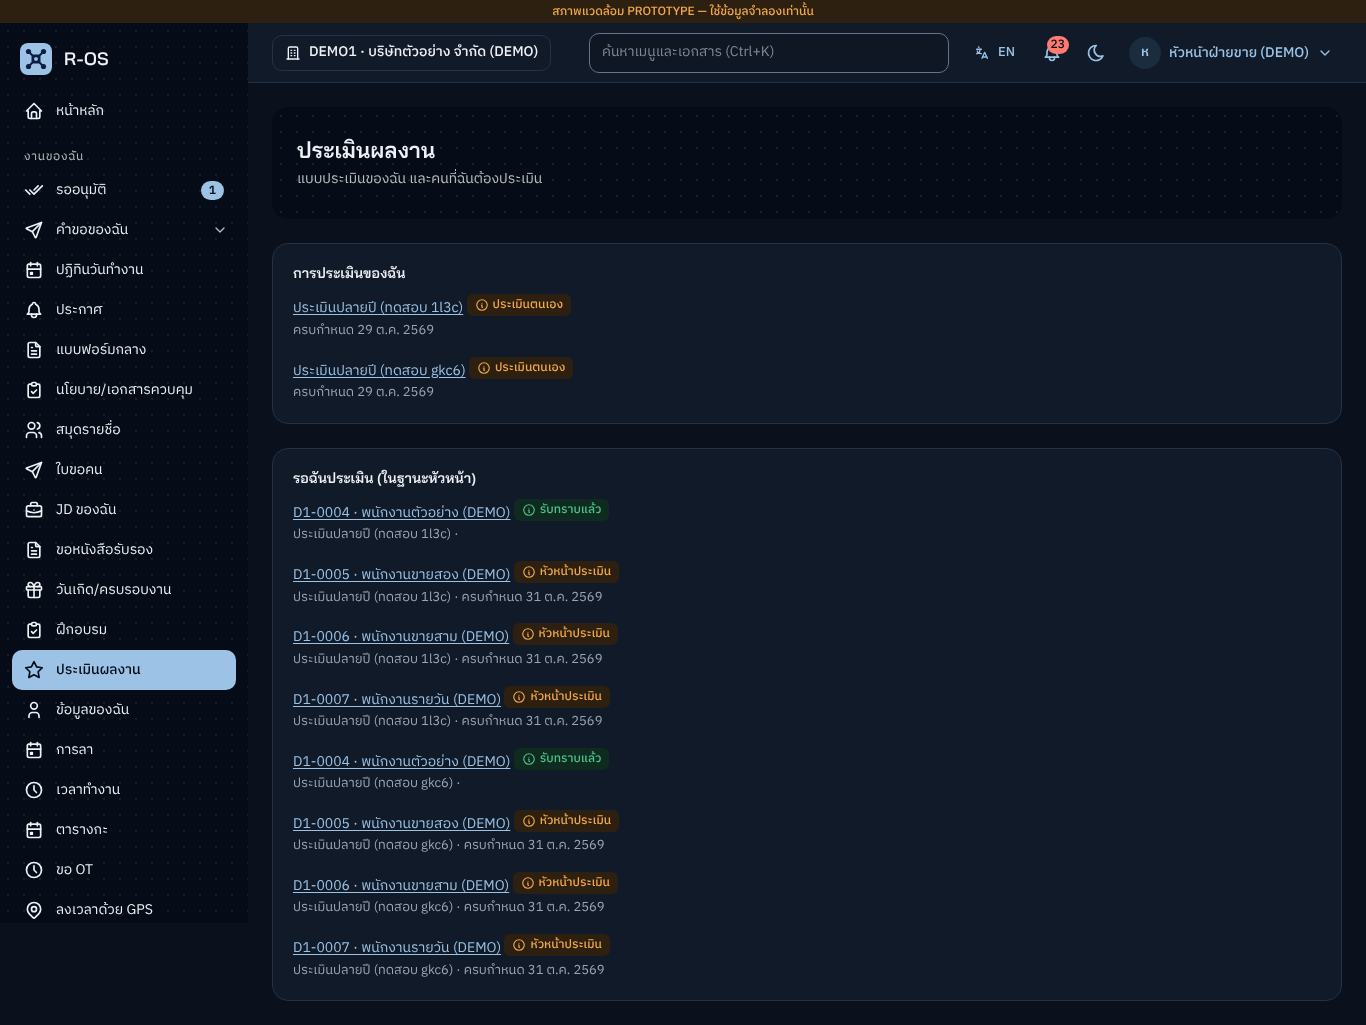 สภาพแวดล้อม PROTOTYPE — ใช้ข้อมูลจำลองเท่านั้น
R-OS
DEMO1 · บริษัทตัวอย่าง จำกัด (DEMO)
ค้นหาเมนูและเอกสาร (Ctrl+K)
EN
23
ห
หัวหน้าฝ่ายขาย (DEMO)
หน้าหลัก
งานของฉัน
รออนุมัติ 1
คำขอของฉัน
ปฏิทินวันทำงาน
ประกาศ
แบบฟอร์มกลาง
นโยบาย/เอกสารควบคุม
สมุดรายชื่อ
ใบขอคน
JD ของฉัน
ขอหนังสือรับรอง
วันเกิด/ครบรอบงาน
ฝึกอบรม
ประเมินผลงาน
ข้อมูลของฉัน
การลา
เวลาทำงาน
ตารางกะ
ขอ OT
ลงเวลาด้วย GPS
ประเมินผลงาน
แบบประเมินของฉัน และคนที่ฉันต้องประเมิน
การประเมินของฉัน
ประเมินปลายปี (ทดสอบ 1l3c) ประเมินตนเอง
ครบกำหนด 29 ต.ค. 2569
ประเมินปลายปี (ทดสอบ gkc6) ประเมินตนเอง
ครบกำหนด 29 ต.ค. 2569
รอฉันประเมิน (ในฐานะหัวหน้า)
D1-0004 · พนักงานตัวอย่าง (DEMO) รับทราบแล้ว
ประเมินปลายปี (ทดสอบ 1l3c) ·
D1-0005 · พนักงานขายสอง (DEMO) หัวหน้าประเมิน
ประเมินปลายปี (ทดสอบ 1l3c) · ครบกำหนด 31 ต.ค. 2569
D1-0006 · พนักงานขายสาม (DEMO) หัวหน้าประเมิน
ประเมินปลายปี (ทดสอบ 1l3c) · ครบกำหนด 31 ต.ค. 2569
D1-0007 · พนักงานรายวัน (DEMO) หัวหน้าประเมิน
ประเมินปลายปี (ทดสอบ 1l3c) · ครบกำหนด 31 ต.ค. 2569
D1-0004 · พนักงานตัวอย่าง (DEMO) รับทราบแล้ว
ประเมินปลายปี (ทดสอบ gkc6) ·
D1-0005 · พนักงานขายสอง (DEMO) หัวหน้าประเมิน
ประเมินปลายปี (ทดสอบ gkc6) · ครบกำหนด 31 ต.ค. 2569
D1-0006 · พนักงานขายสาม (DEMO) หัวหน้าประเมิน
ประเมินปลายปี (ทดสอบ gkc6) · ครบกำหนด 31 ต.ค. 2569
D1-0007 · พนักงานรายวัน (DEMO) หัวหน้าประเมิน
ประเมินปลายปี (ทดสอบ gkc6) · ครบกำหนด 31 ต.ค. 2569